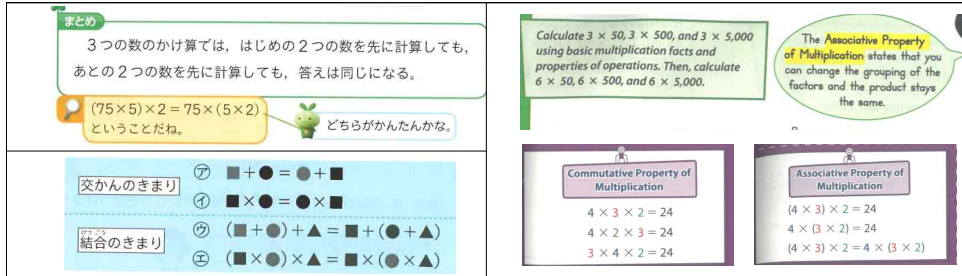 まとめ
3つの数のかけ算では，はじめの2つの数を先に計算しても，
あとの2つの数を先に計算しても，答えは同じになる。
(75×5)×2＝75×(5×2)
ということだね。
どちらがかんたんかな。
交かんのきまり
㋐ ■+●=●+■
㋑ ■×●=●×■
けつごう
結合のきまり
㋒ (■+●)+▲=■+(●+▲)
㋓ (■×●)×▲=■×(●×▲)
Calculate 3 × 50, 3 × 500, and 3 × 5,000
using basic multiplication facts and
properties of operations. Then, calculate
6 × 50, 6 × 500, and 6 × 5,000.
The Associative Property
of Multiplication states that you
can change the grouping of the
factors and the product stays
the same.
Commutative Property of
Multiplication
4 × 3 × 2 = 24
4 × 2 × 3 = 24
3 × 4 × 2 = 24
Associative Property of
Multiplication
(4 × 3) × 2 = 24
4 × (3 × 2) = 24
(4 × 3) × 2 = 4 × (3 × 2)